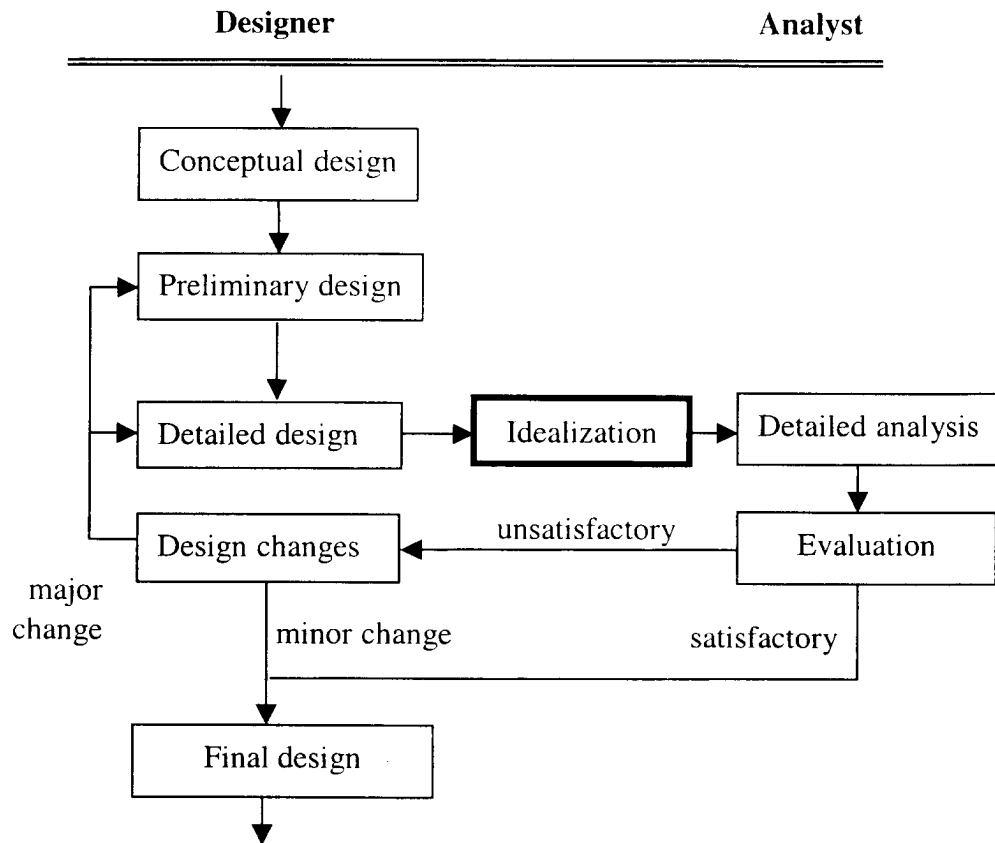 Designer
Analyst
Conceptual design
Preliminary design
Detailed design
Idealization
Detailed analysis
Design changes
unsatisfactory
Evaluation
major
change
minor change
satisfactory
Final design